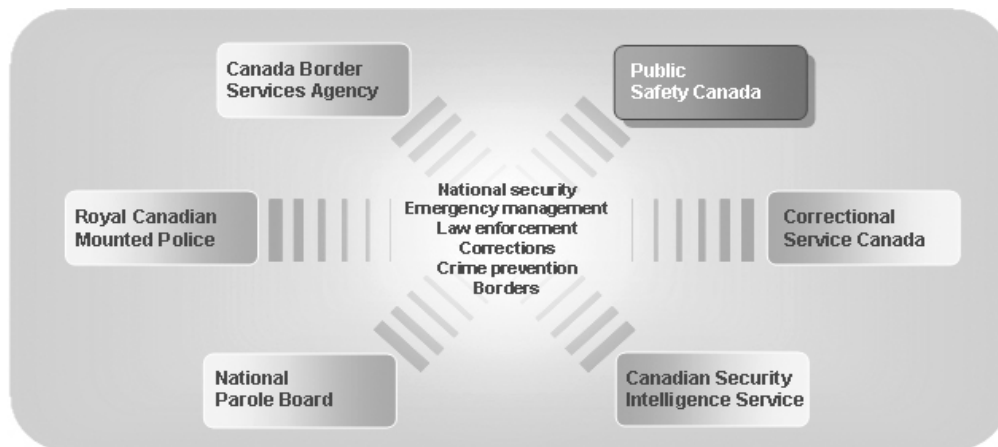 Canada Border
Services Agency
Public
Safety Canada
Royal Canadian
Mounted Police
National security
Emergency management
Law enforcement
Corrections
Crime prevention
Borders
Correctional
Service Canada
National
Parole Board
Canadian Security
Intelligence Service